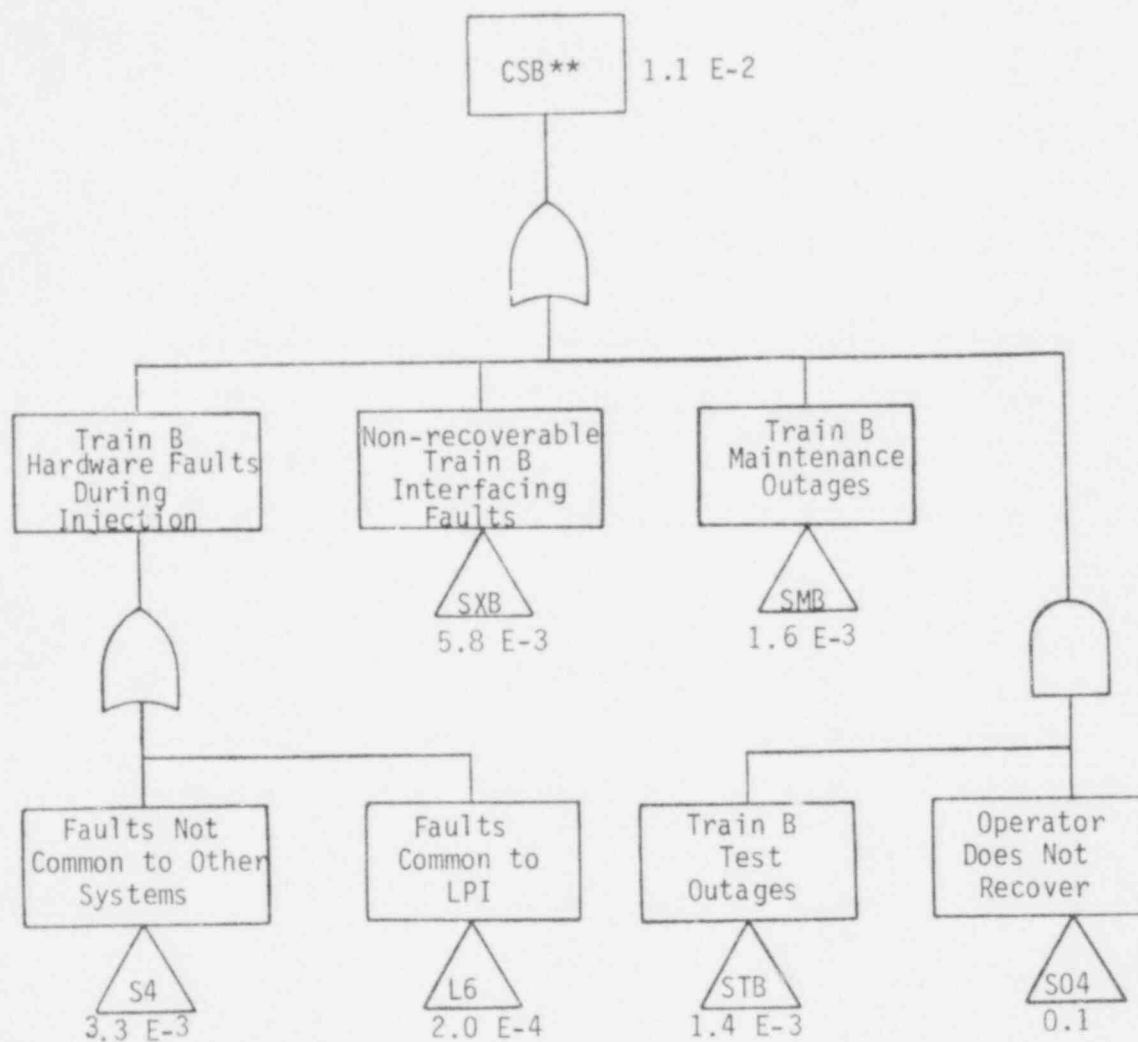 CSB**
1.1 E-2
Train B
Hardware Faults
During
Injection
Non-recoverable
Train B
Interfacing
Faults
Train B
Maintenance
Outages
SXB
5.8 E-3
SMB
1.6 E-3
Faults Not
Common to Other
Systems
Faults
Common to
LPI
Train B
Test
Outages
Operator
Does Not
Recover
S4
3.3 E-3
L6
2.0 E-4
STB
1.4 E-3
S04
0.1